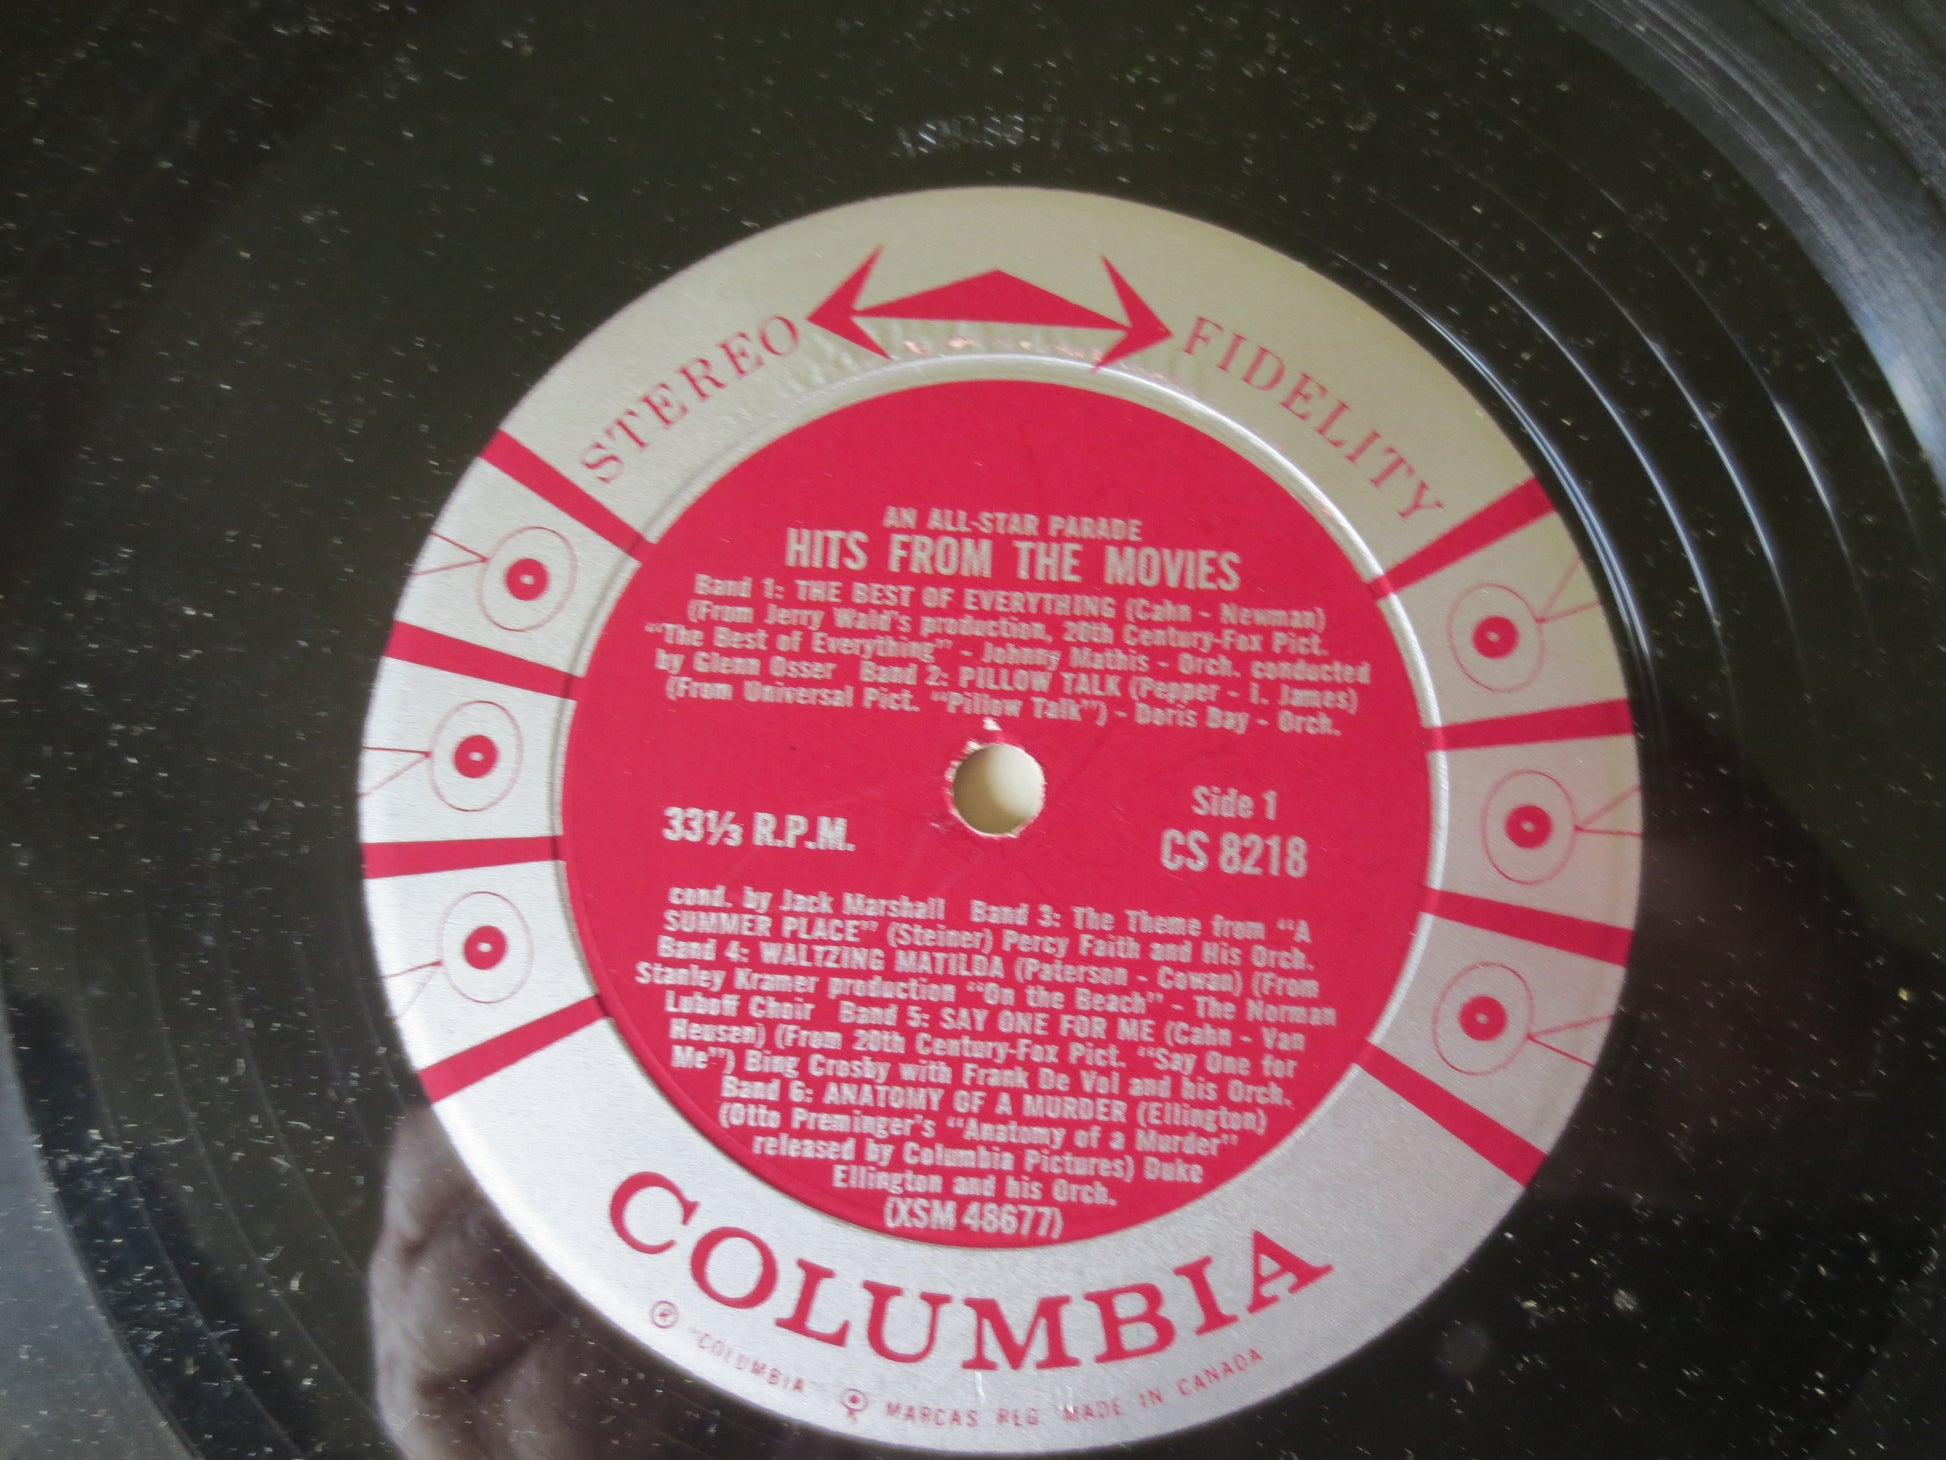 STEREO FIDELITY
AN ALL-STAR PARADE
HITS FROM THE MOVIES
Band 1: THE BEST OF EVERYTHING (Cahn - Newman)
(From Jerry Wald's production, 20th Century-Fox Pict.
"The Best of Everything" - Johnny Mathis - Orch. conducted
by Glenn Osser Band 2: PILLOW TALK (Pepper - I. James)
(From Universal Pict. "Pillow Talk") - Doris Day - Orch.
33⅓ R.P.M.
Side 1
CS 8218
cond. by Jack Marshall Band 3: The Theme from "A
SUMMER PLACE" (Steiner) Percy Faith and His Orch.
Band 4: WALTZING MATILDA (Paterson - Cowan) (From
Stanley Kramer production "On the Beach" - The Norman
Luboff Choir Band 5: SAY ONE FOR ME (Cahn - Van
Heusen) (From 20th Century-Fox Pict. "Say One for
Me") Bing Crosby with Frank De Vol and his Orch.
Band 6: ANATOMY OF A MURDER (Ellington)
(Otto Preminger's "Anatomy of a Murder"
released by Columbia Pictures) Duke
Ellington and his Orch.
(XSM 48677)
COLUMBIA
® "COLUMBIA" MARCAS REG. MADE IN CANADA